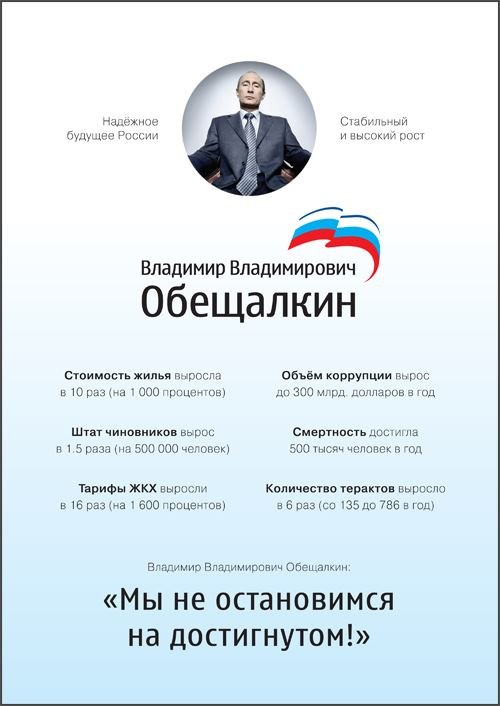 Надёжное
будущее России
Стабильный
и высокий рост
Владимир Владимирович
Обещалкин
Стоимость жилья выросла
в 10 раз (на 1 000 процентов)
Объём коррупции вырос
до 300 млрд. долларов в год
Штат чиновников вырос
в 1.5 раза (на 500 000 человек)
Смертность достигла
500 тысяч человек в год
Тарифы ЖКХ выросли
в 16 раз (на 1 600 процентов)
Количество терактов выросло
в 6 раз (со 135 до 786 в год)
Владимир Владимирович Обещалкин:
«Мы не остановимся
на достигнутом!»